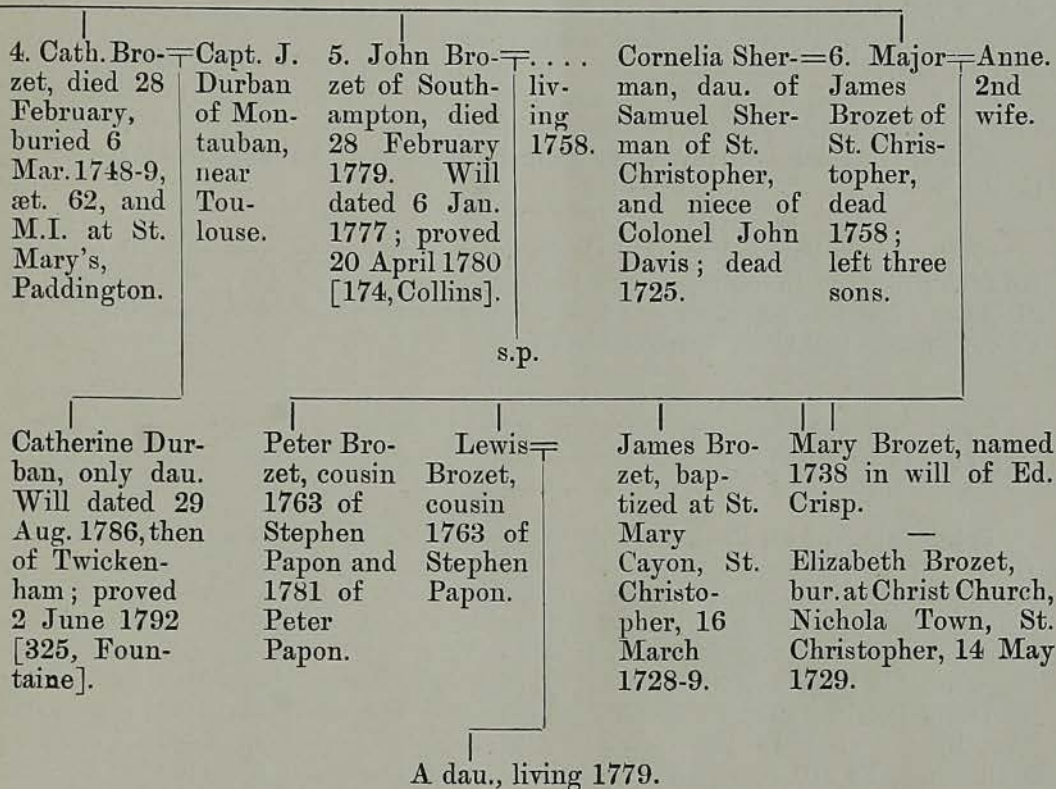 4. Cath. Bro-
zet, died 28
February,
buried 6
Mar. 1748-9,
æt. 62, and
M.I. at St.
Mary's,
Paddington.
Capt. J.
Durban
of Mon-
tauban,
near
Tou-
louse.
5. John Bro-
zet of South-
ampton, died
28 February
1779. Will
dated 6 Jan.
1777; proved
20 April 1780
[174, Collins].
. . . .
liv-
ing
1758.
s.p.
Cornelia Sher-
man, dau. of
Samuel Sher-
man of St.
Christopher,
and niece of
Colonel John
Davis; dead
1725.
6. Major
James
Brozet of
St. Chris-
topher,
dead
1758;
left three
sons.
Anne.
2nd
wife.
Catherine Dur-
ban, only dau.
Will dated 29
Aug. 1786, then
of Twicken-
ham; proved
2 June 1792
[325, Foun-
taine].
Peter Bro-
zet, cousin
1763 of
Stephen
Papon and
1781 of
Peter
Papon.
Lewis
Brozet,
cousin
1763 of
Stephen
Papon.
James Bro-
zet, bap-
tized at St.
Mary
Cayon, St.
Christo-
pher, 16
March
1728-9.
Mary Brozet, named
1738 in will of Ed.
Crisp.
—
Elizabeth Brozet,
bur. at Christ Church,
Nichola Town, St.
Christopher, 14 May
1729.
A dau., living 1779.